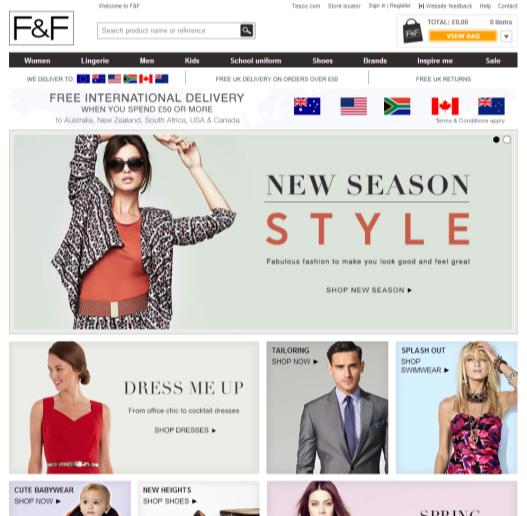 Welcome to F&F
Tesco.com Store locator Sign in | Register [+] Website feedback Help Contact
F&F
Search product name or reference
F&F
TOTAL: £0.00 0 items
VIEW BAG
Women Lingerie Men Kids School uniform Shoes Brands Inspire me Sale
WE DELIVER TO: FREE UK DELIVERY ON ORDERS OVER £50 FREE UK RETURNS
FREE INTERNATIONAL DELIVERY
WHEN YOU SPEND £50 OR MORE
to Australia, New Zealand, South Africa, USA & Canada
Terms & Conditions apply
NEW SEASON
STYLE
Fabulous fashion to make you look good and feel great
SHOP NEW SEASON ►
DRESS ME UP
From office chic to cocktail dresses
SHOP DRESSES ►
TAILORING
SHOP NOW ►
SPLASH OUT
SHOP
SWIMWEAR ►
CUTE BABYWEAR
SHOP NOW ►
NEW HEIGHTS
SHOP SHOES ►
SPRING